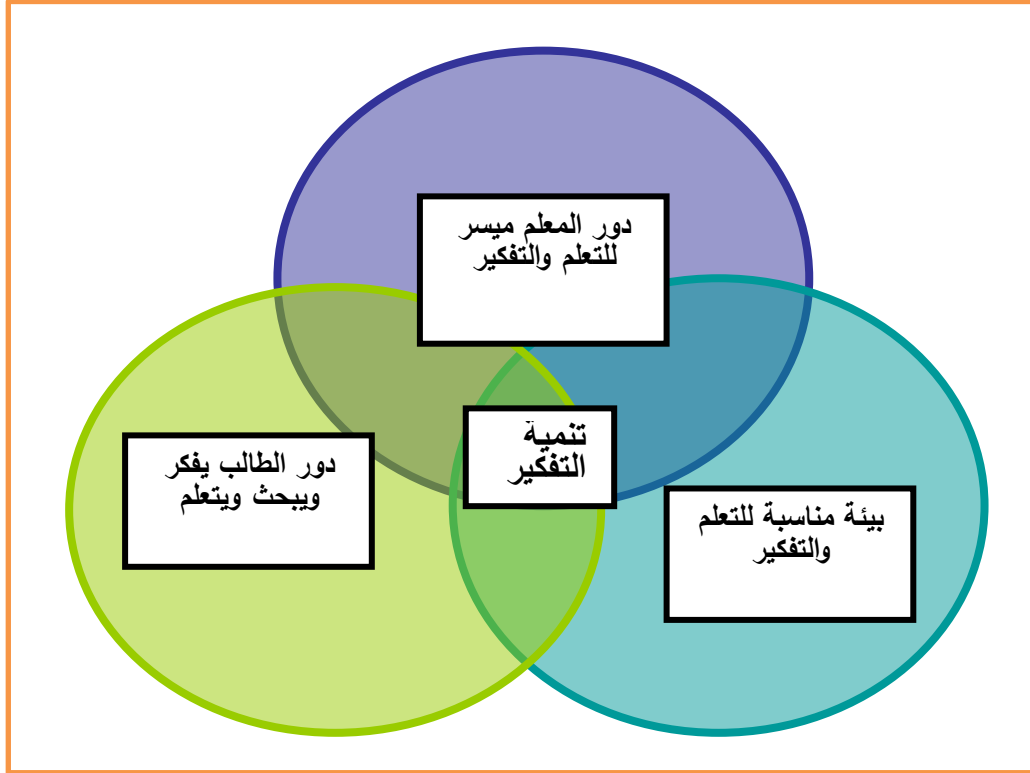 دور المعلم ميسر
للتعلم والتفكير
تنمية
التفكير
دور الطالب يفكر
ويبحث ويتعلم
بيئة مناسبة للتعلم
والتفكير